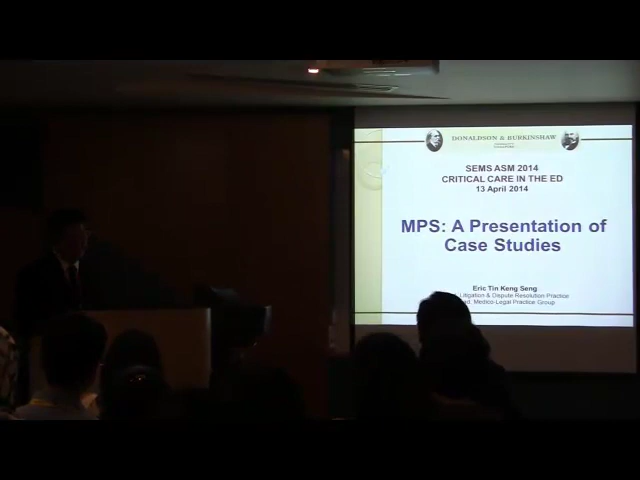 DONALDSON & BURKINSHAW
SEMS ASM 2014
CRITICAL CARE IN THE ED
13 April 2014
MPS: A Presentation of
Case Studies
Eric Tin Keng Seng
Litigation & Dispute Resolution Practice
Medico-Legal Practice Group